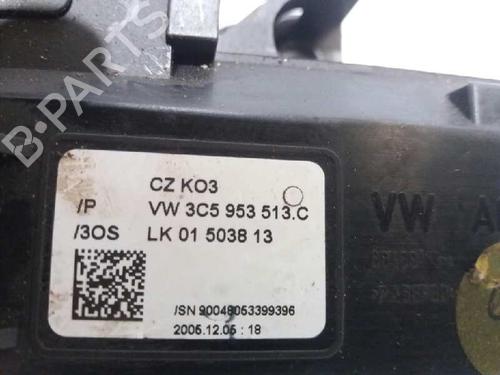 B-PARTS
CZ KO3
/P VW 3C5 953 513.C
/3OS LK 01 5038 13
/SN 90048053399396
2005.12.05 : 18
VW